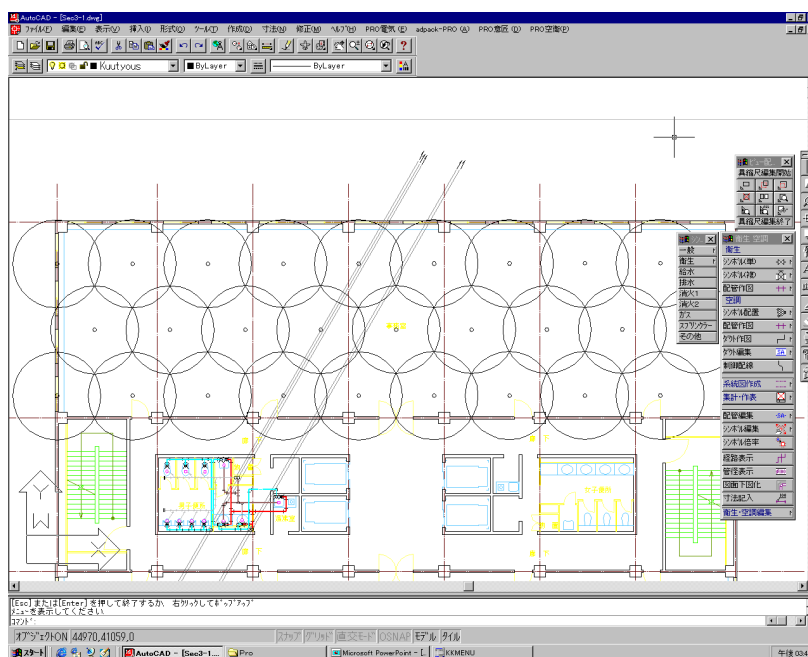 AutoCAD - [Sec3-1.dwg]
ファイル(F) 編集(E) 表示(V) 挿入(I) 形式(O) ツール(T) 作成(D) 寸法(N) 修正(M) ヘルプ(H) PRO電気(E) adpack-PRO(A) PRO意匠(D) PRO空衛(P)
Kuutyous ByLayer ByLayer
異縮尺編集開始
異縮尺編集終了
一般
衛生
給水
排水
消火1
消火2
ガス
スプリンクラー
その他
衛生 空調
衛生
シンボル(単)
シンボル(複)
配管作図
空調
シンボル配置
配管作図
ダクト作図
ダクト編集
制御配線
系統図作成
集計・作表
配管編集
シンボル編集
シンボル倍率
経路表示
管径表示
図面下図化
寸法記入
衛生・空調編集
Y
W
X
[Esc]または[Enter]を押して終了するか、右クリックしてポップアップ
メニューを表示してください.
コマンド:
オブジェクトON 44970,41059,0 スナップ グリッド 直交モード OSNAP モデル タイル
スタート AutoCAD - [Sec3-1.... Pro Microsoft PowerPoint - [. KKMENU